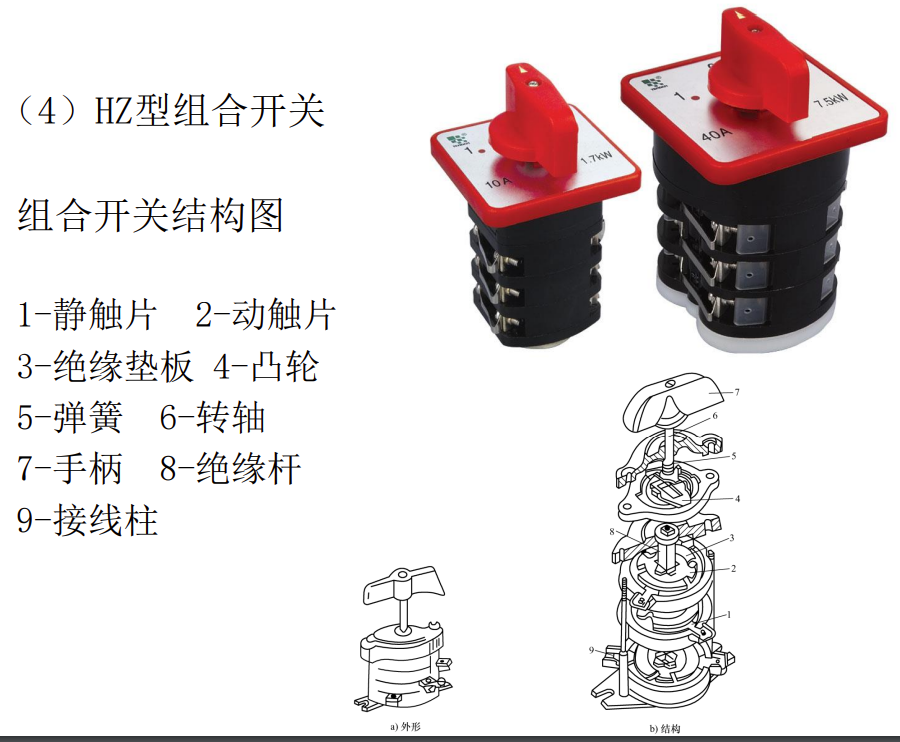 （4）HZ型组合开关
组合开关结构图
1-静触片 2-动触片
3-绝缘垫板 4-凸轮
5-弹簧 6-转轴
7-手柄 8-绝缘杆
9-接线柱
1
10A
1.7kW
1
40A
7.5kW
7
6
5
4
8
3
2
1
9
a) 外形
b) 结构